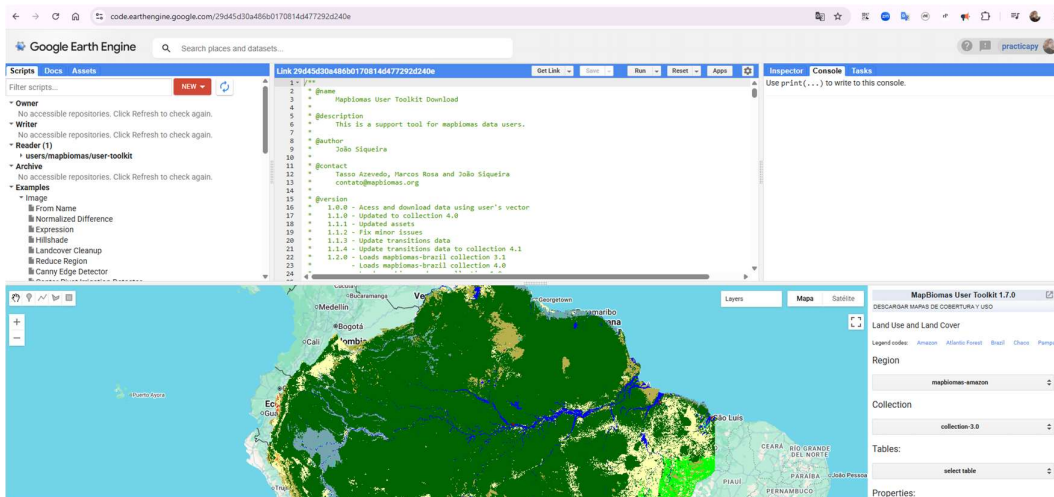 code.earthengine.google.com/29d45d30a486b0170814d477292d240e
Google Earth Engine
Search places and datasets...
practicapy
Scripts Docs Assets
Filter scripts...
NEW
Owner
No accessible repositories. Click Refresh to check again.
Writer
No accessible repositories. Click Refresh to check again.
Reader (1)
users/mapbiomas/user-toolkit
Archive
No accessible repositories. Click Refresh to check again.
Examples
Image
From Name
Normalized Difference
Expression
Hillshade
Landcover Cleanup
Reduce Region
Canny Edge Detector
Link 29d45d30a486b0170814d477292d240e
Get Link Save Run Reset Apps
1 /**
2 * @name
3 * Mapbiomas User Toolkit Download
4 *
5 * @description
6 * This is a support tool for mapbiomas data users.
7 *
8 * @author
9 * João Siqueira
10 *
11 * @contact
12 * Tasso Azevedo, Marcos Rosa and João Siqueira
13 * contato@mapbiomas.org
14 *
15 * @version
16 * 1.0.0 - Acess and download data using user's vector
17 * 1.1.0 - Updated to collection 4.0
18 * 1.1.1 - Updated assets
19 * 1.1.2 - Fix minor issues
20 * 1.1.3 - Update transitions data
21 * 1.1.4 - Update transitions data to collection 4.1
22 * 1.2.0 - Loads mapbiomas-brazil collection 3.1
23 * - Loads mapbiomas-brazil collection 4.0
24
Inspector Console Tasks
Use print(...) to write to this console.
Layers
Mapa Satélite
Bucaramanga
Medellín
Bogotá
Cali
Georgetown
Puerto Ayora
São Luis
CEARÁ
RIO GRANDE
DEL NORTE
PARAÍBA
João Pessoa
PIAUÍ
PERNAMBUCO
MapBiomas User Toolkit 1.7.0
DESCARGAR MAPAS DE COBERTURA Y USO
Land Use and Land Cover
Legend codes: Amazon Atlantic Forest Brazil Chaco Pampa
Region
mapbiomas-amazon
Collection
collection-3.0
Tables:
select table
Properties: